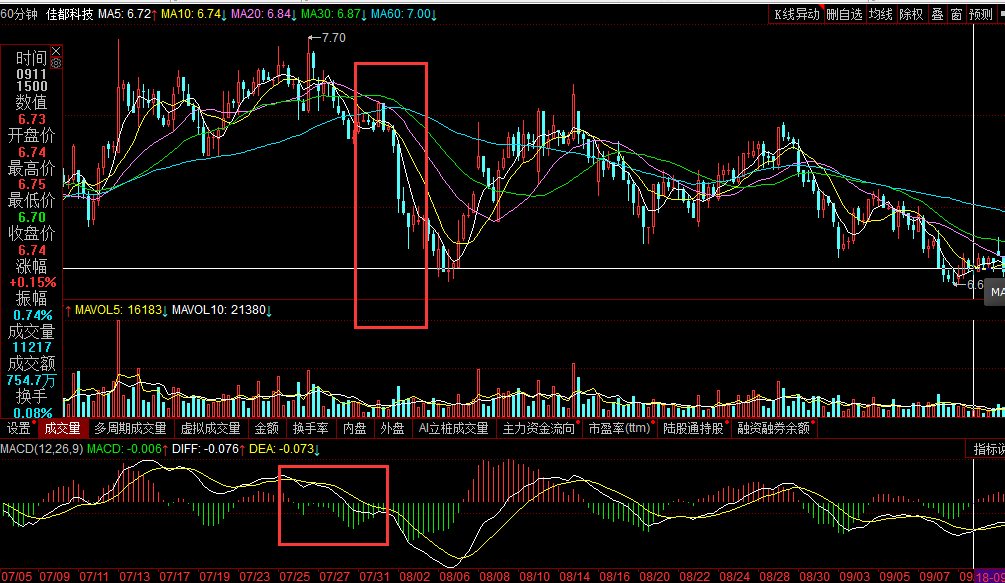 60分钟 佳都科技 MA5: 6.72↑ MA10: 6.74↓ MA20: 6.84↓ MA30: 6.87↓ MA60: 7.00↓
K线异动 删自选 均线 除权 叠 窗 预测
7.70
时间
0911
1500
数值
6.73
开盘价
6.74
最高价
6.75
最低价
6.70
收盘价
6.74
涨幅
+0.15%
振幅
0.74%
成交量
11217
成交额
754.7万
换手
0.08%
MA
↑ MAVOL5: 16183↓ MAVOL10: 21380↓
设置 成交量 多周期成交量 虚拟成交量 金额 换手率 内盘 外盘 AI立桩成交量 主力资金流向 市盈率(ttm) 陆股通持股 融资融券余额
MACD(12,26,9) MACD: -0.006↑ DIFF: -0.076↑ DEA: -0.073↓
指标说
07/05 07/09 07/11 07/13 07/17 07/19 07/23 07/25 07/27 07/31 08/02 08/06 08/08 08/10 08/14 08/16 08/20 08/22 08/24 08/28 08/30 09/03 09/05 09/07 09